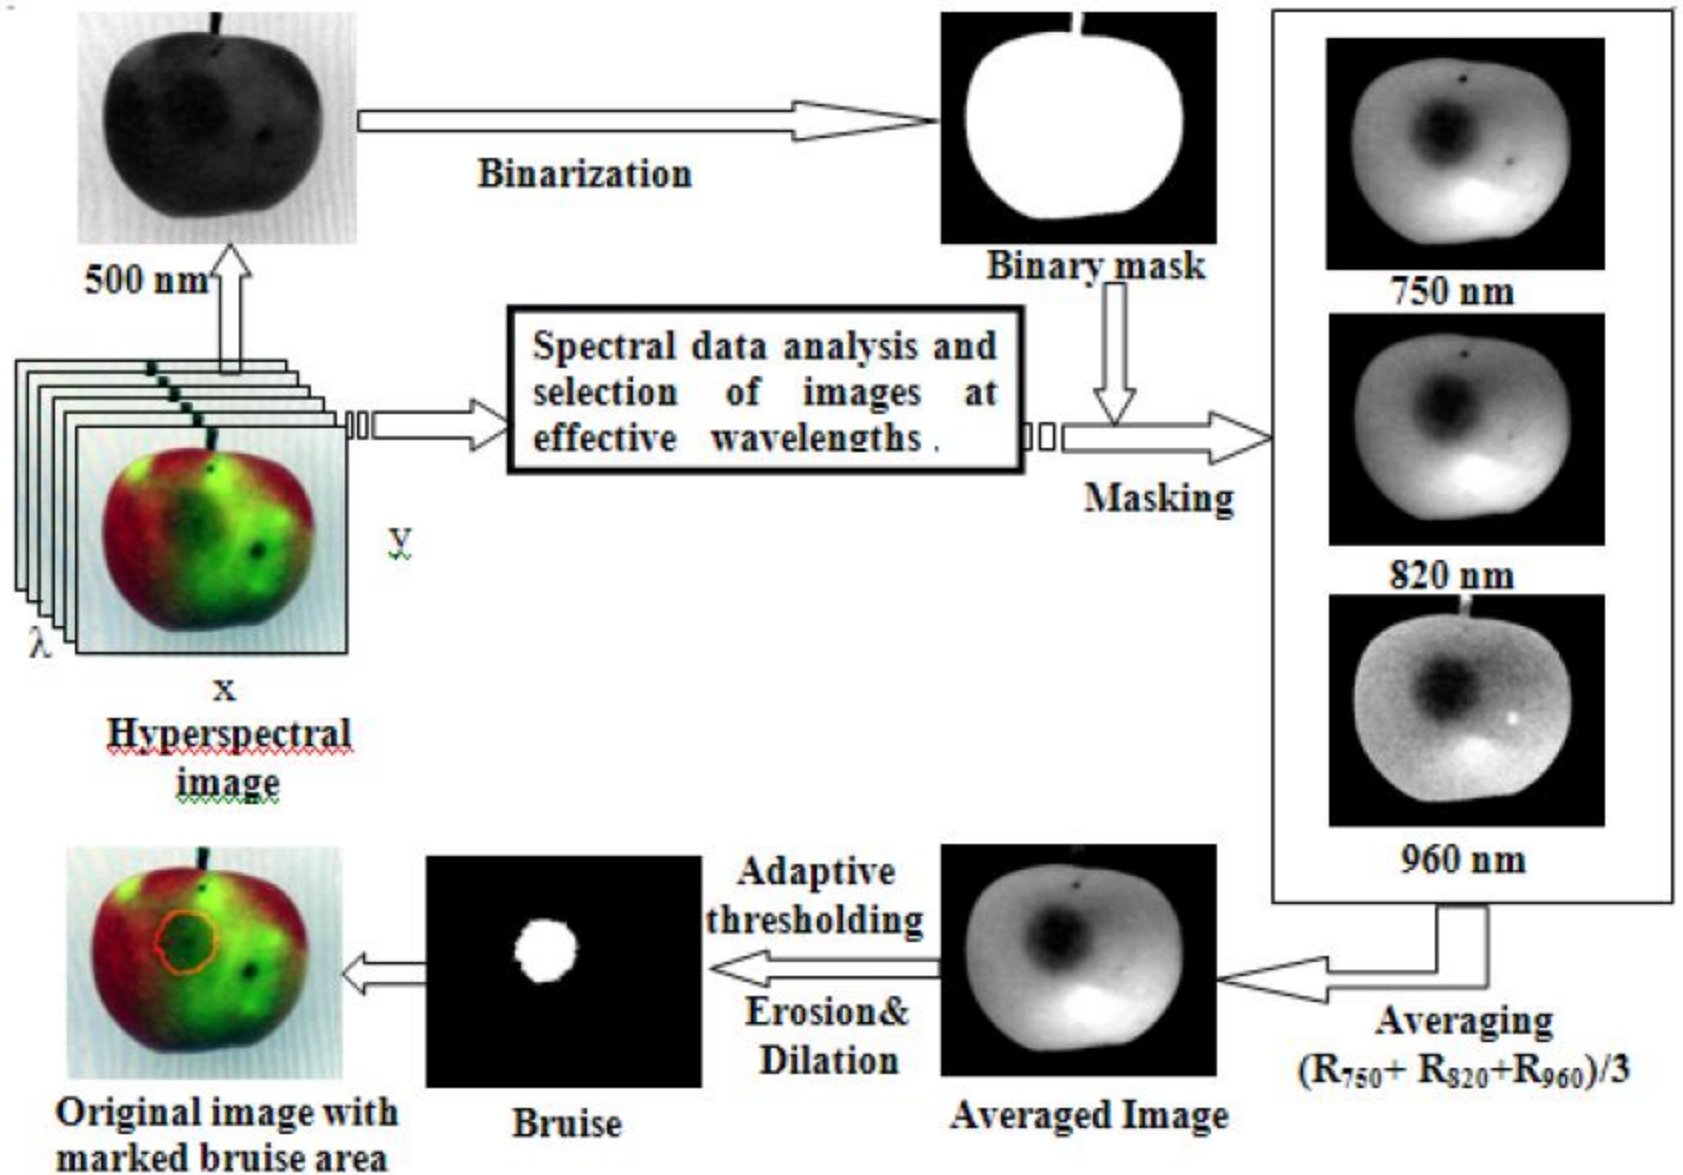 Binarization
500 nm
Binary mask
750 nm
Spectral data analysis and
selection of images at
effective wavelengths .
Masking
y
λ
x
Hyperspectral
image
820 nm
960 nm
Averaging
(R₇₅₀+ R₈₂₀+R₉₆₀)/3
Averaged Image
Adaptive
thresholding
Erosion&
Dilation
Bruise
Original image with
marked bruise area